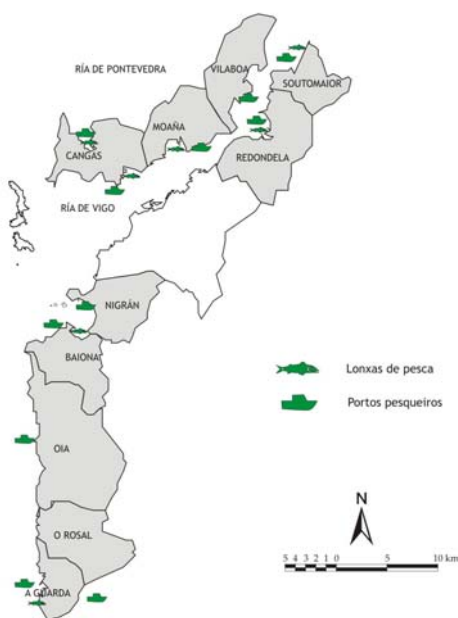 RÍA DE PONTEVEDRA
VILABOA
SOUTOMAIOR
MOAÑA
CANGAS
REDONDELA
RÍA DE VIGO
NIGRÁN
BAIONA
Lonxas de pesca
Portos pesqueiros
OIA
N
O ROSAL
5 4 3 2 1 0 5 10 km
A GUARDA